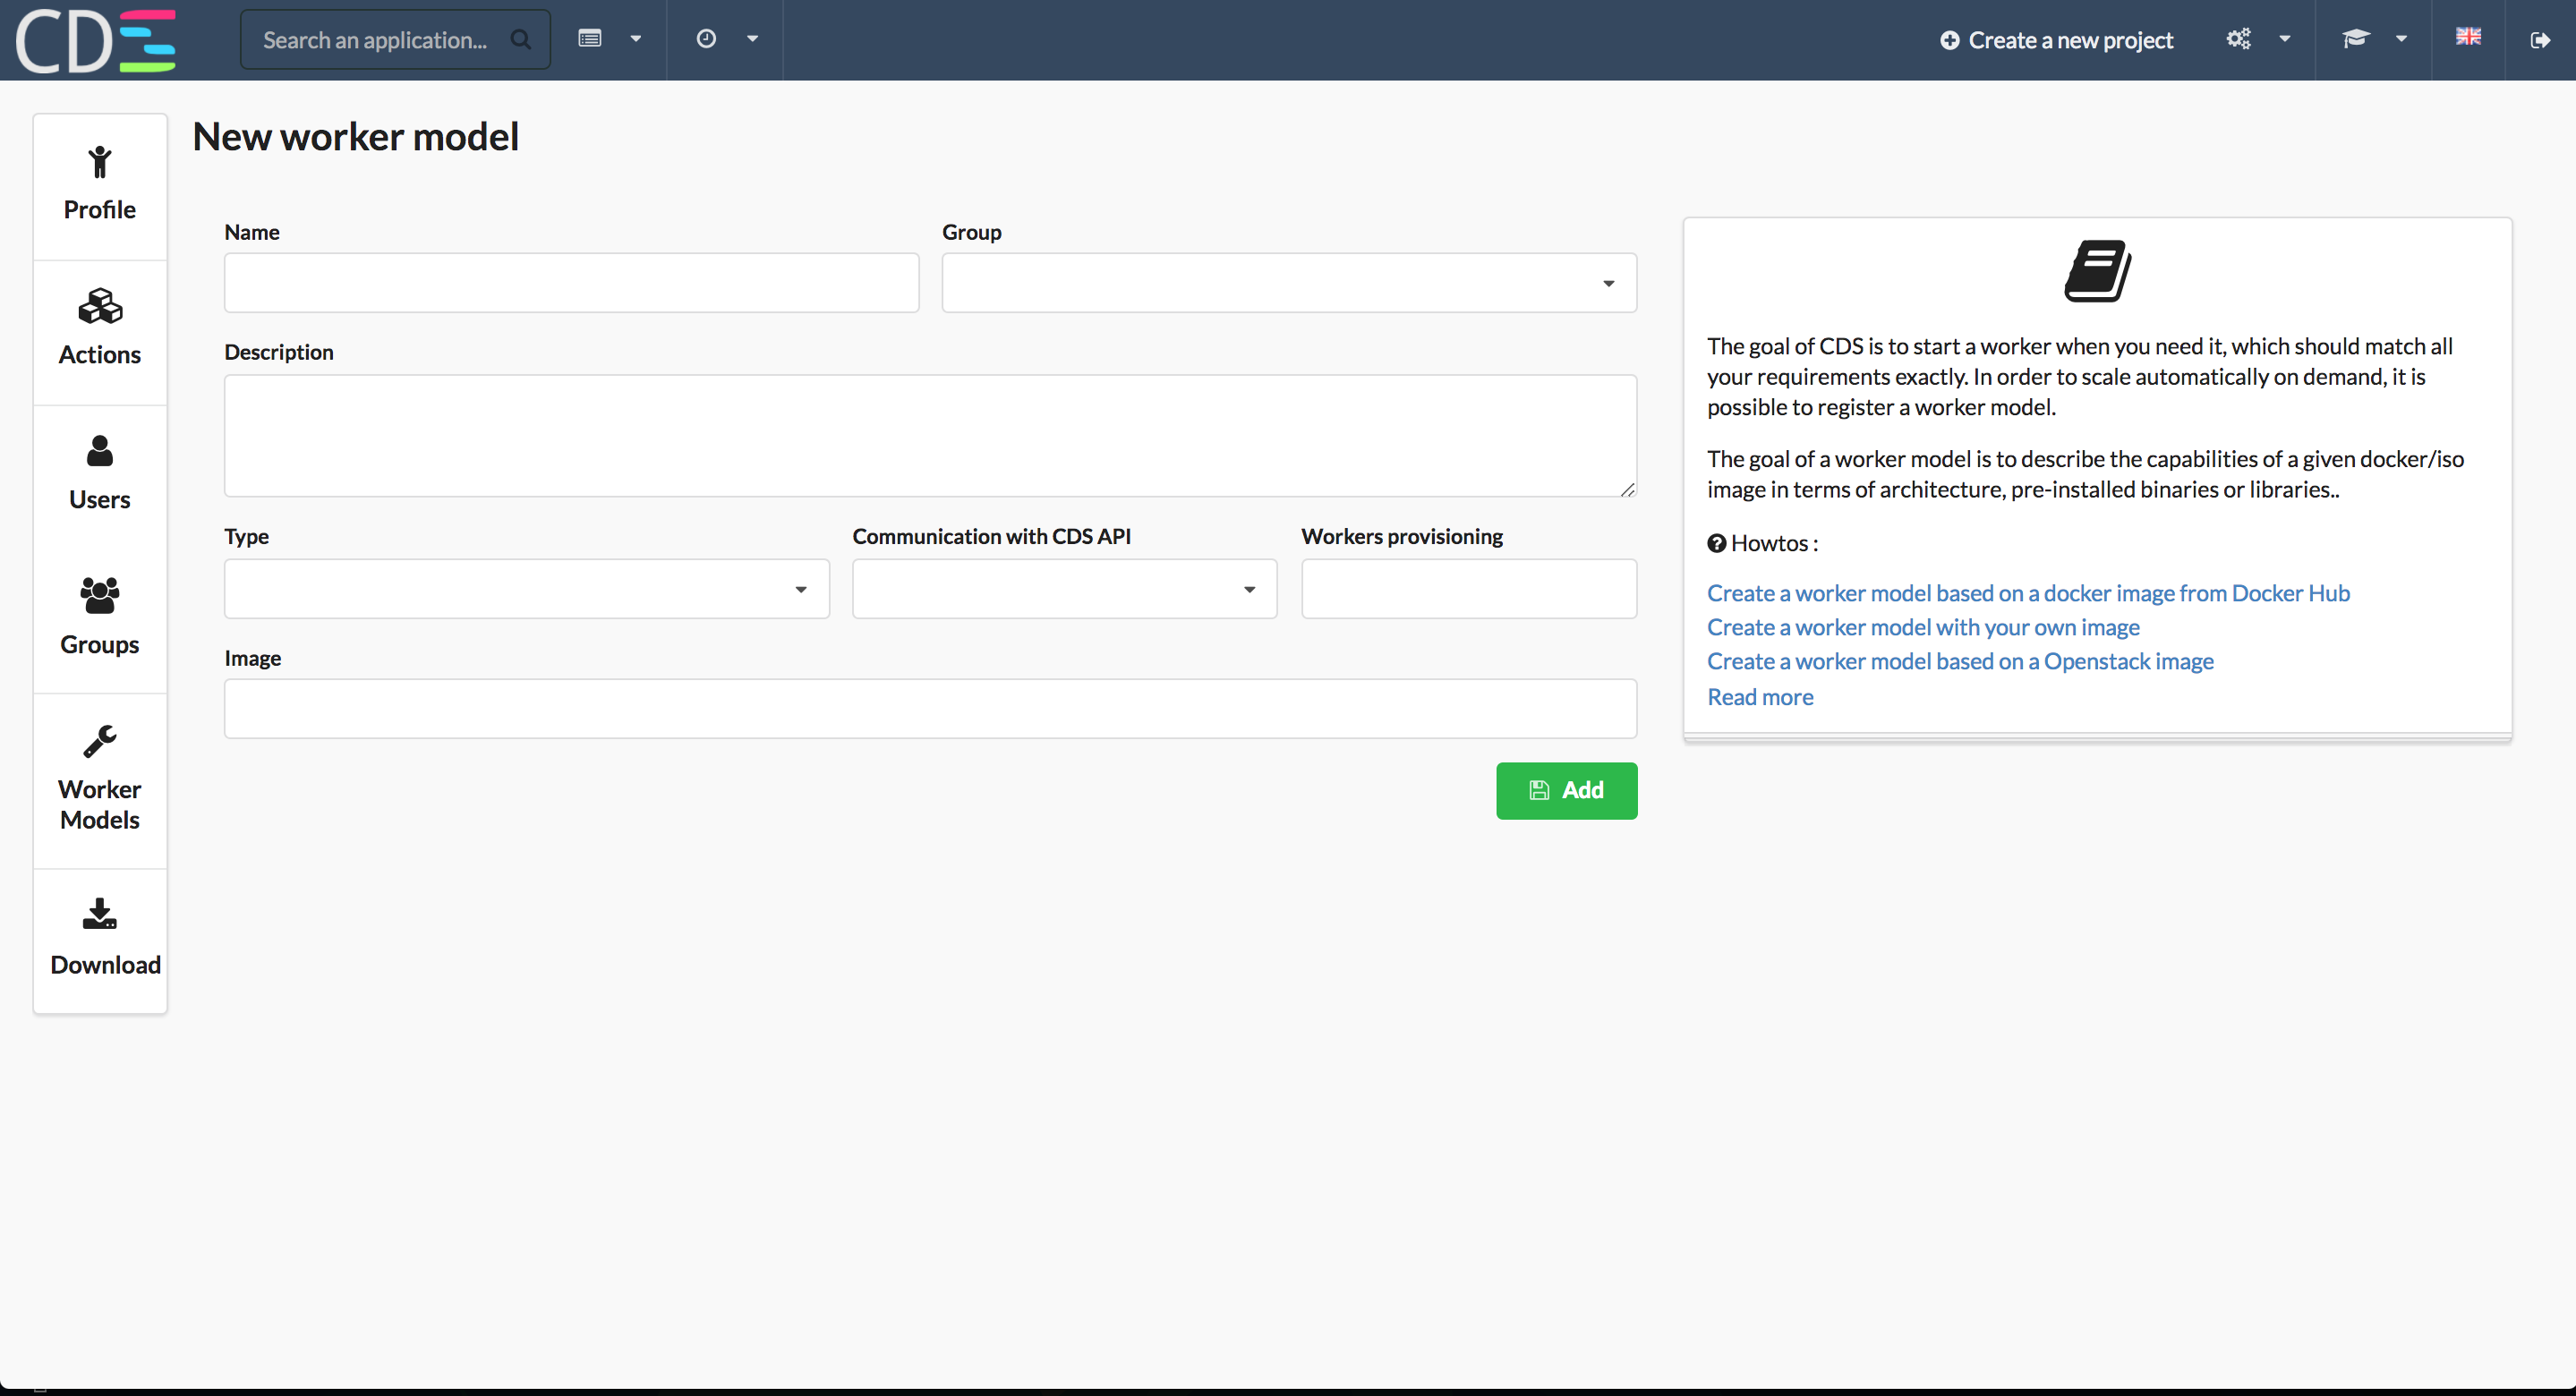 CDS
Search an application...
Create a new project
Profile
Actions
Users
Groups
Worker
Models
Download
New worker model
Name
Group
Description
Type
Communication with CDS API
Workers provisioning
Image
Add
The goal of CDS is to start a worker when you need it, which should match all
your requirements exactly. In order to scale automatically on demand, it is
possible to register a worker model.
The goal of a worker model is to describe the capabilities of a given docker/iso
image in terms of architecture, pre-installed binaries or libraries..
Howtos :
Create a worker model based on a docker image from Docker Hub
Create a worker model with your own image
Create a worker model based on a Openstack image
Read more